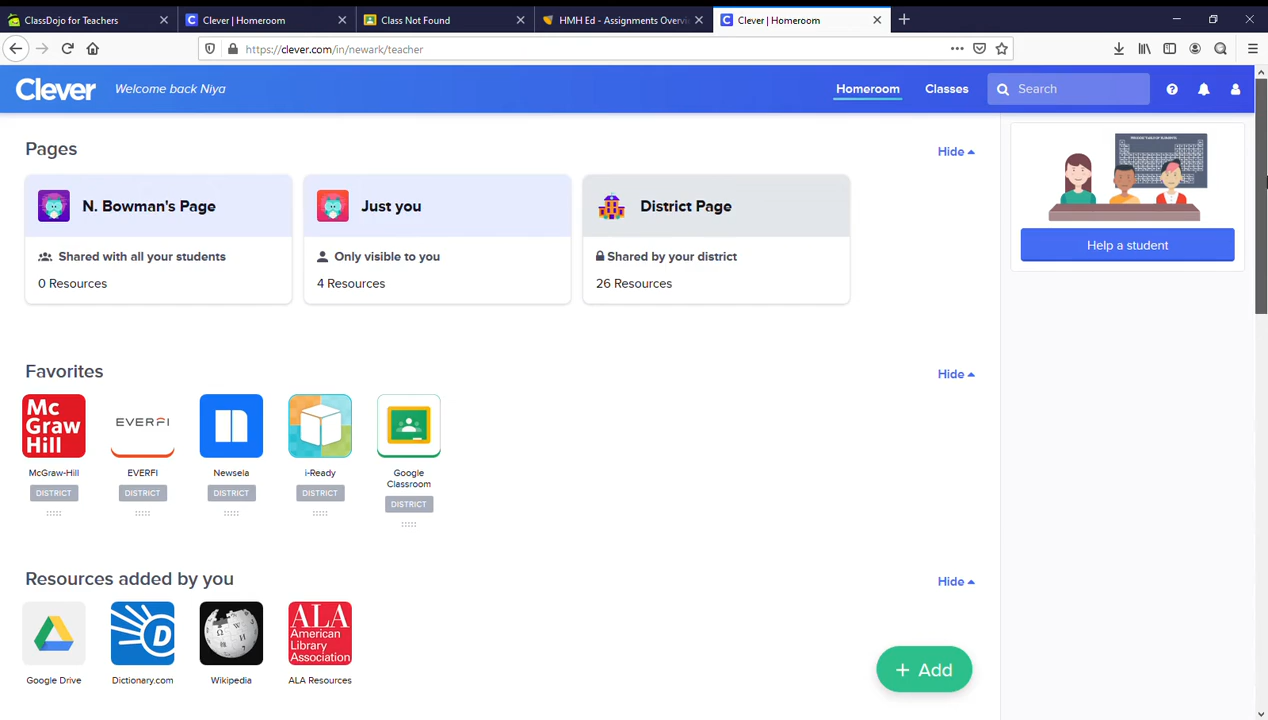 ClassDojo for Teachers
Clever | Homeroom
Class Not Found
HMH Ed - Assignments Overvi
Clever | Homeroom
https://clever.com/in/newark/teacher
Clever
Welcome back Niya
Homeroom
Classes
Search
Pages
Hide
N. Bowman's Page
Shared with all your students
0 Resources
Just you
Only visible to you
4 Resources
District Page
Shared by your district
26 Resources
Help a student
Favorites
Hide
Mc
Graw
Hill
McGraw-Hill
DISTRICT
EVERFI
EVERFI
DISTRICT
Newsela
DISTRICT
i-Ready
DISTRICT
Google
Classroom
DISTRICT
Resources added by you
Hide
Google Drive
D
Dictionary.com
Wikipedia
ALA
American
Library
Association
ALA Resources
+ Add